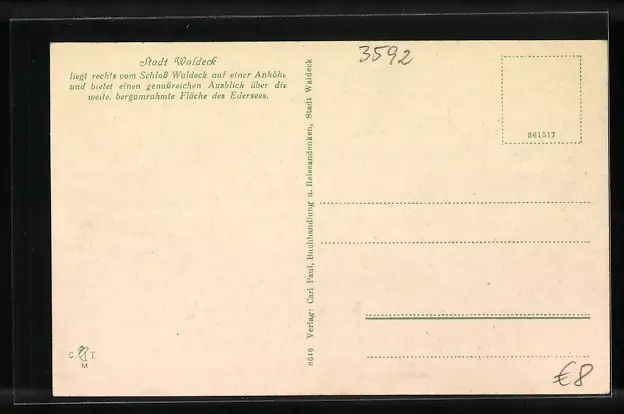 Stadt Waldeck
liegt rechts vom Schloß Waldeck auf einer Anhöhe
und bietet einen genußreichen Ausblick über die
weite, bergumrahmte Fläche des Edersees.
3592
361517
8646 Verlag: Carl Paul, Buchhandlung u. Reiseandenken, Stadt Waldeck
C. T.
M
€8